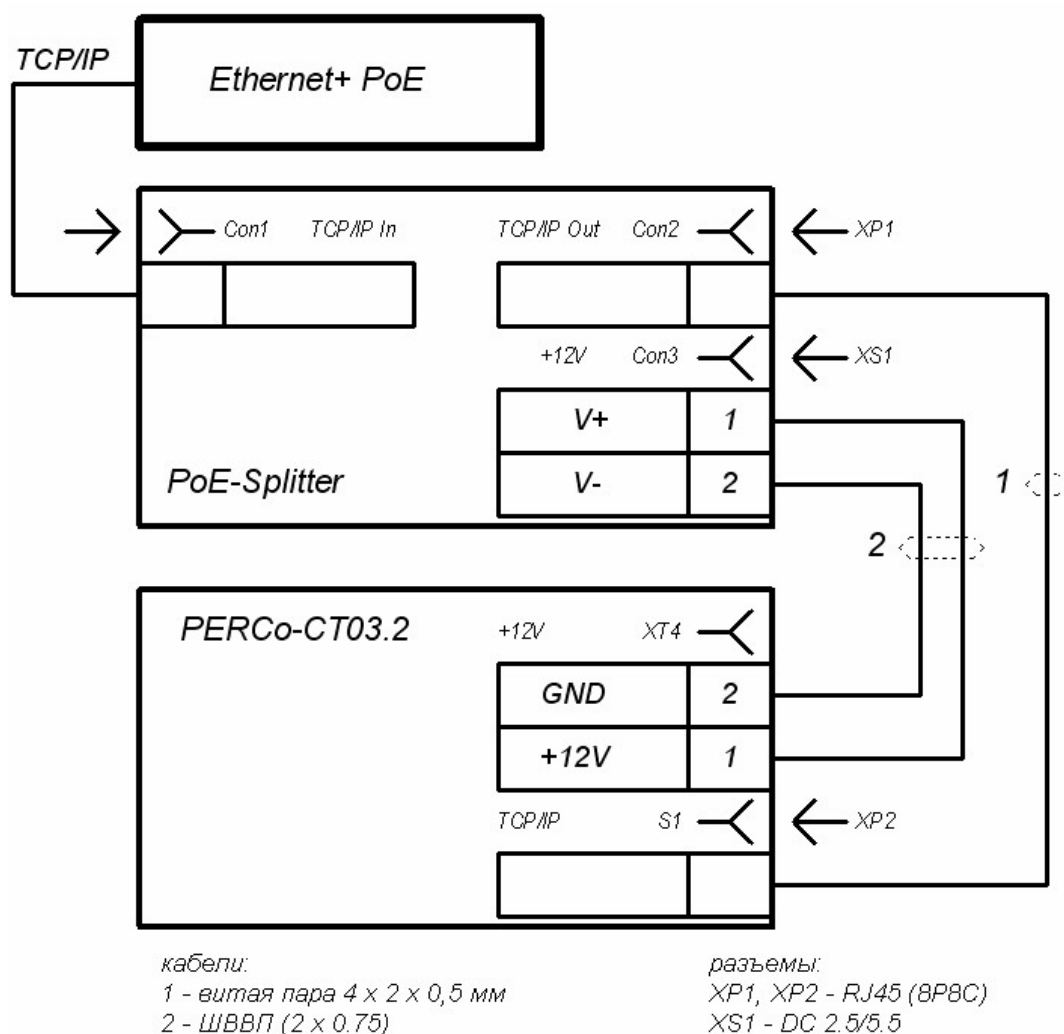 TCP/IP
Ethernet+ PoE
Con1 TCP/IP In TCP/IP Out Con2 XP1
+12V Con3 XS1
V+ 1
PoE-Splitter V- 2 1
2
PERCo-CT03.2 +12V XT4
GND 2
+12V 1
TCP/IP S1 XP2
кабели:
1 - витая пара 4 x 2 x 0,5 мм
2 - ШВВП (2 x 0.75)
разъемы:
XP1, XP2 - RJ45 (8P8C)
XS1 - DC 2.5/5.5